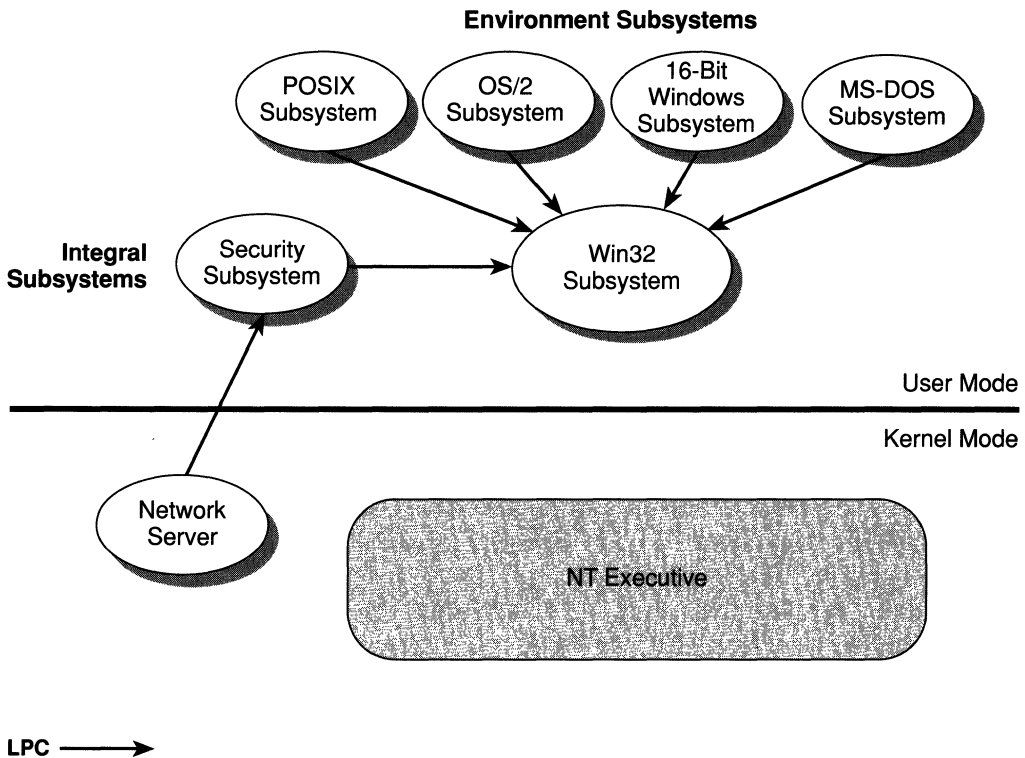 Environment Subsystems
POSIX
Subsystem
OS/2
Subsystem
16-Bit
Windows
Subsystem
MS-DOS
Subsystem
Integral
Subsystems
Security
Subsystem
Win32
Subsystem
User Mode
Kernel Mode
Network
Server
NT Executive
LPC